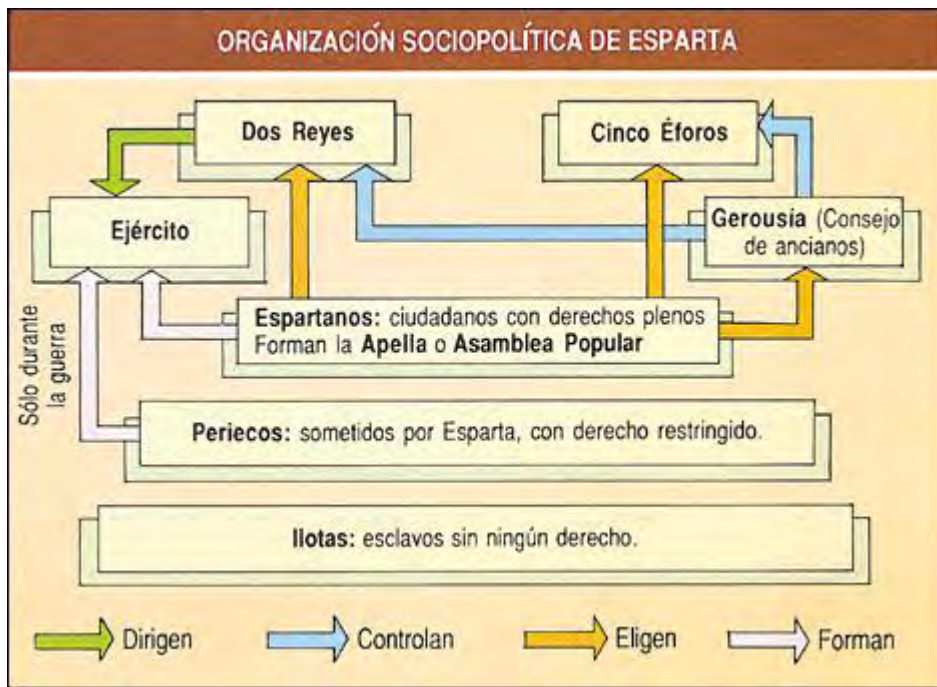 ORGANIZACIÓN SOCIOPOLÍTICA DE ESPARTA
Dos Reyes
Cinco Éforos
Ejército
Gerousía (Consejo
de ancianos)
Espartanos: ciudadanos con derechos plenos
Forman la Apella o Asamblea Popular
Sólo durante
la guerra
Periecos: sometidos por Esparta, con derecho restringido.
Ilotas: esclavos sin ningún derecho.
Dirigen
Controlan
Eligen
Forman